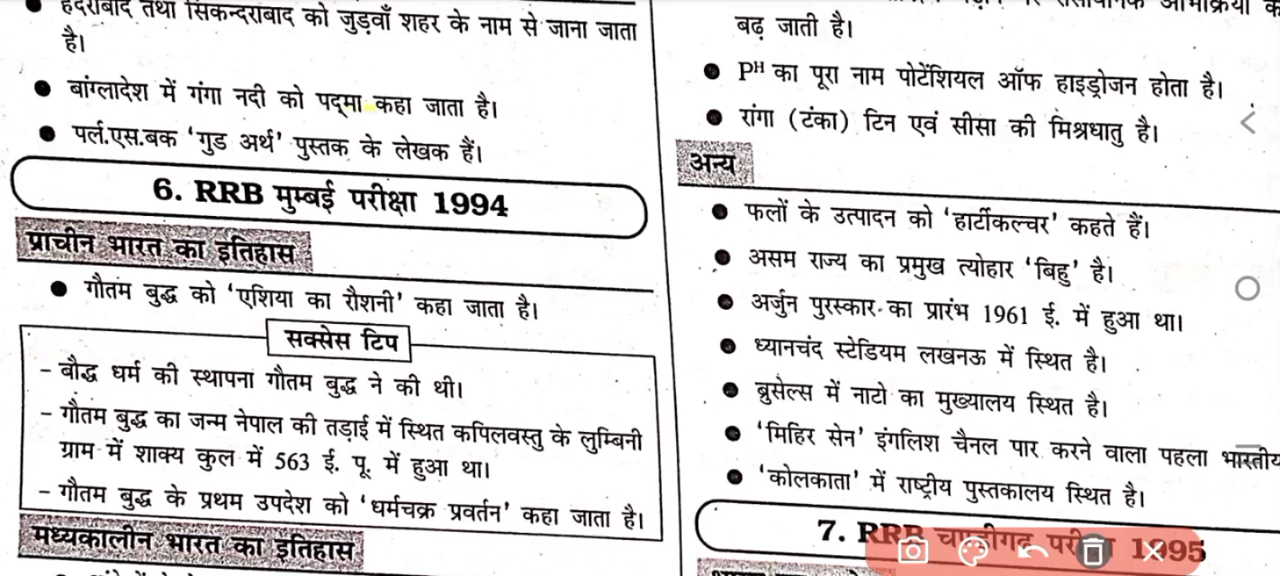 हैदराबाद तथा सिकन्दराबाद को जुड़वाँ शहर के नाम से जाना जाता
है।
● बांग्लादेश में गंगा नदी को पद्मा कहा जाता है।
● पर्ल.एस.बक ‘गुड अर्थ’ पुस्तक के लेखक हैं।
6. RRB मुम्बई परीक्षा 1994
प्राचीन भारत का इतिहास
● गौतम बुद्ध को ‘एशिया का रौशनी’ कहा जाता है।
सक्सेस टिप
– बौद्ध धर्म की स्थापना गौतम बुद्ध ने की थी।
– गौतम बुद्ध का जन्म नेपाल की तड़ाई में स्थित कपिलवस्तु के लुम्बिनी
ग्राम में शाक्य कुल में 563 ई. पू. में हुआ था।
– गौतम बुद्ध के प्रथम उपदेश को ‘धर्मचक्र प्रवर्तन’ कहा जाता है।
मध्यकालीन भारत का इतिहास
बढ़ जाती है।
● Pᴴ का पूरा नाम पोटेंशियल ऑफ हाइड्रोजन होता है।
● रांगा (टंका) टिन एवं सीसा की मिश्रधातु है।
अन्य
● फलों के उत्पादन को ‘हार्टीकल्चर’ कहते हैं।
● असम राज्य का प्रमुख त्योहार ‘बिहु’ है।
● अर्जुन पुरस्कार का प्रारंभ 1961 ई. में हुआ था।
● ध्यानचंद स्टेडियम लखनऊ में स्थित है।
● ब्रुसेल्स में नाटो का मुख्यालय स्थित है।
● ‘मिहिर सेन’ इंगलिश चैनल पार करने वाला पहला भारतीय
● ‘कोलकाता’ में राष्ट्रीय पुस्तकालय स्थित है।
7. RRB चण्डीगढ़ परीक्षा 1995